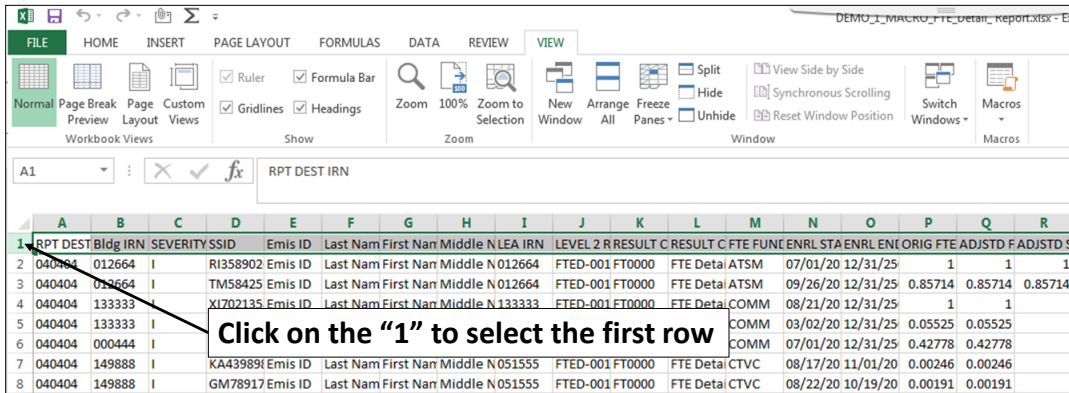 DEMO_1_MACRO_FTE_Detail_Report.xlsx - E
FILE HOME INSERT PAGE LAYOUT FORMULAS DATA REVIEW VIEW
Ruler Formula Bar Split View Side by Side
Gridlines Headings Hide Synchronous Scrolling
Unhide Reset Window Position
Normal Page Break Page Custom Zoom 100% Zoom to New Arrange Freeze Switch Macros
Preview Layout Views Selection Window All Panes Windows
Workbook Views Show Zoom Window Macros
A1 fx RPT DEST IRN
A B C D E F G H I J K L M N O P Q R
1 RPT DEST Bldg IRN SEVERITY SSID Emis ID Last Nam First Nam Middle N LEA IRN LEVEL 2 R RESULT C RESULT C FTE FUND ENRL STA ENRL END ORIG FTE ADJSTD F ADJSTD S
2 040404 012664 I RI358902 Emis ID Last Nam First Nam Middle N 012664 FTED-001 FT0000 FTE Detai ATSM 07/01/20 12/31/25 1 1 1
3 040404 012664 I TM58425 Emis ID Last Nam First Nam Middle N 012664 FTED-001 FT0000 FTE Detai ATSM 09/26/20 12/31/25 0.85714 0.85714 0.85714
4 040404 133333 I XI702135 Emis ID Last Nam First Nam Middle N 133333 FTED-001 FT0000 FTE Detai COMM 08/21/20 12/31/25 1 1
5 040404 133333 I COMM 03/02/20 12/31/25 0.05525 0.05525
Click on the “1” to select the first row
6 040404 000444 I COMM 07/01/20 12/31/25 0.42778 0.42778
7 040404 149888 I KA439898 Emis ID Last Nam First Nam Middle N 051555 FTED-001 FT0000 FTE Detai CTVC 08/17/20 11/01/20 0.00246 0.00246
8 040404 149888 I GM78917 Emis ID Last Nam First Nam Middle N 051555 FTED-001 FT0000 FTE Detai CTVC 08/22/20 10/19/20 0.00191 0.00191